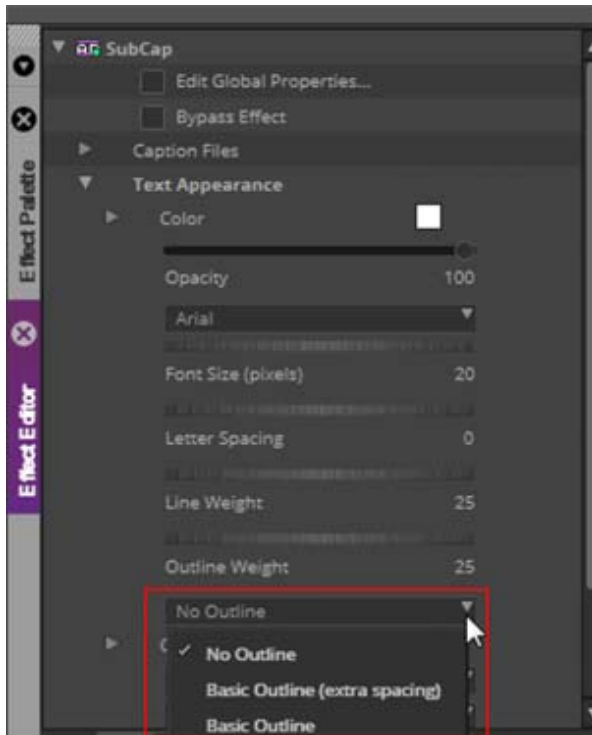 SubCap
Edit Global Properties...
Bypass Effect
Caption Files
Text Appearance
Color
Opacity 100
Arial
Font Size (pixels) 20
Letter Spacing 0
Line Weight 25
Outline Weight 25
No Outline
No Outline
Basic Outline (extra spacing)
Basic Outline
Effect Palette
Effect Editor